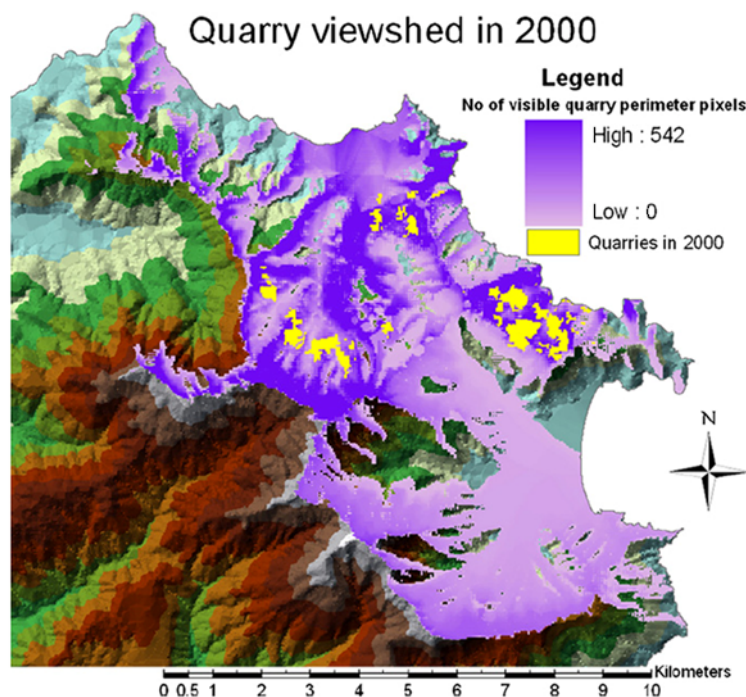 Quarry viewshed in 2000
Legend
No of visible quarry perimeter pixels
High : 542
Low : 0
Quarries in 2000
N
Kilometers
0 0.5 1 2 3 4 5 6 7 8 9 10